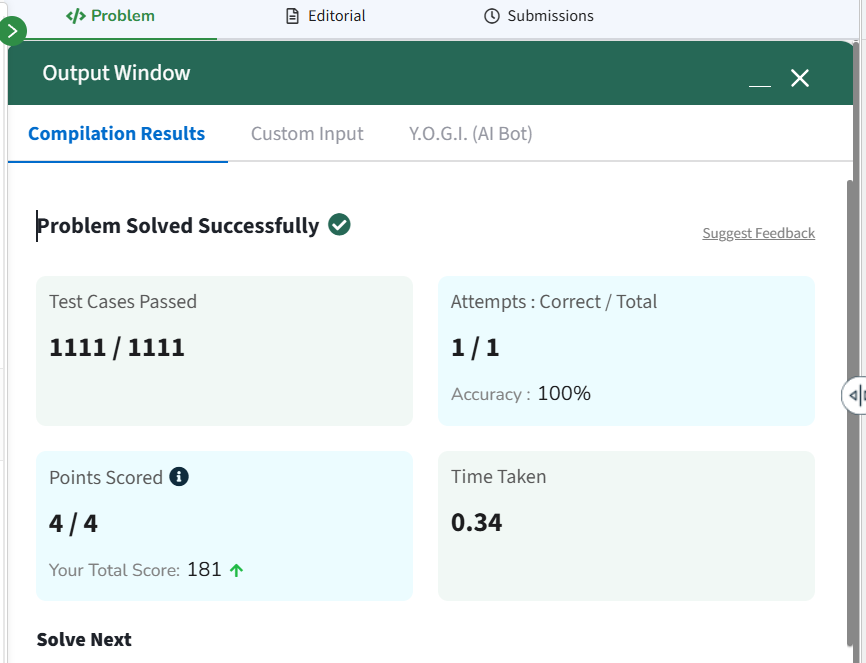 </> Problem
Editorial
Submissions
Output Window
Compilation Results
Custom Input
Y.O.G.I. (AI Bot)
Problem Solved Successfully
Suggest Feedback
Test Cases Passed
1111 / 1111
Attempts : Correct / Total
1 / 1
Accuracy : 100%
Points Scored
4 / 4
Your Total Score: 181
Time Taken
0.34
Solve Next